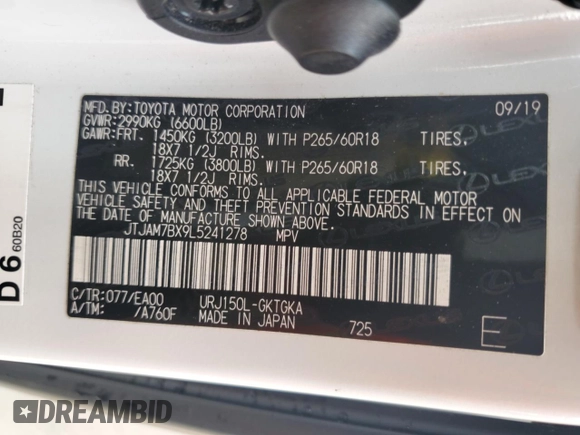 MFD.BY:TOYOTA MOTOR CORPORATION 09/19
GVWR:2990KG (6600LB)
GAWR:FRT. 1450KG (3200LB) WITH P265/60R18 TIRES.
18X7 1/2J RIMS.
RR. 1725KG (3800LB) WITH P265/60R18 TIRES.
18X7 1/2J RIMS.
THIS VEHICLE CONFORMS TO ALL APPLICABLE FEDERAL MOTOR
VEHICLE SAFETY AND THEFT PREVENTION STANDARDS IN EFFECT ON
THE DATE OF MANUFACTURE SHOWN ABOVE.
JTJAM7BX9L5241278 MPV
C/TR:077/EA00 URJ150L-GKTGKA
A/TM: /A760F MADE IN JAPAN 725 E
D 6 60B20
LEXUS
DREAMBID